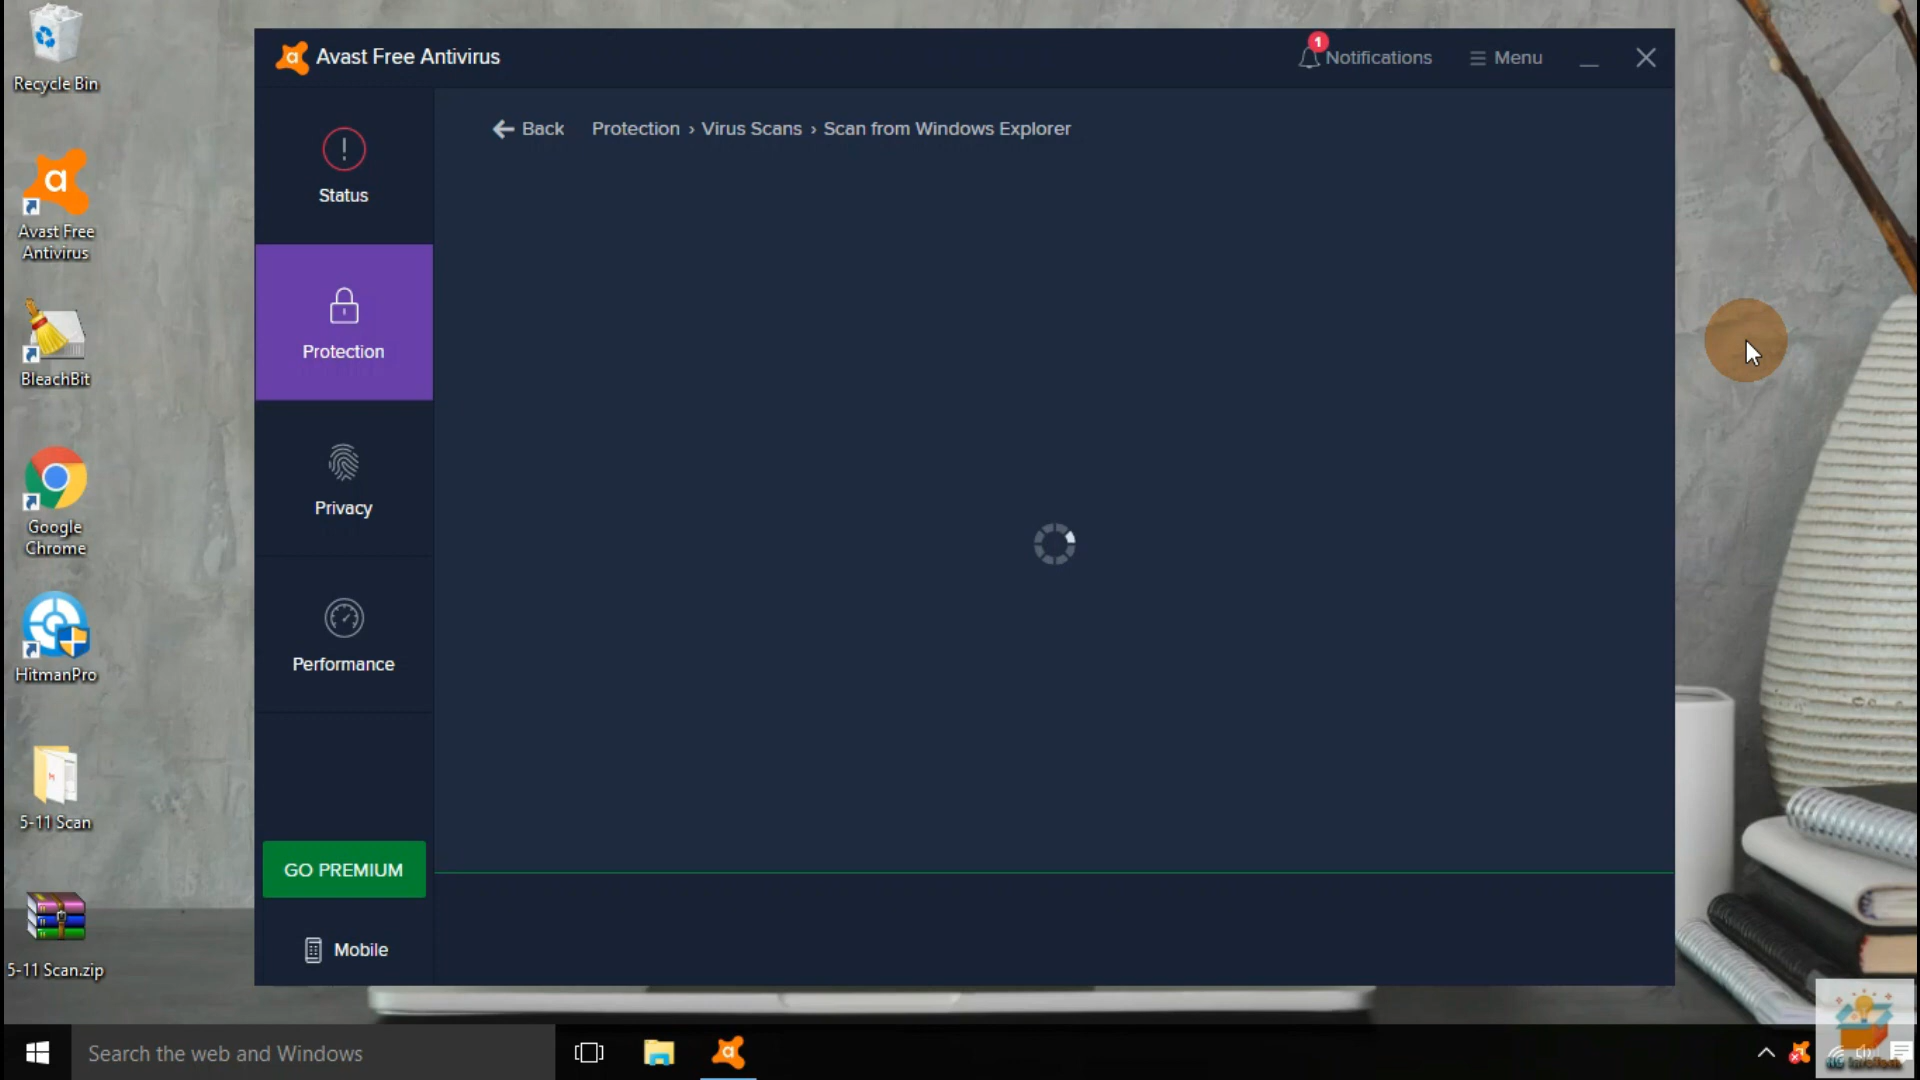 Recycle Bin
Avast Free
Antivirus
BleachBit
Google
Chrome
HitmanPro
5-11 Scan
5-11 Scan.zip
a Avast Free Antivirus
1
Notifications
Menu
Back
Protection › Virus Scans › Scan from Windows Explorer
Status
Protection
Privacy
Performance
GO PREMIUM
Mobile
Search the web and Windows